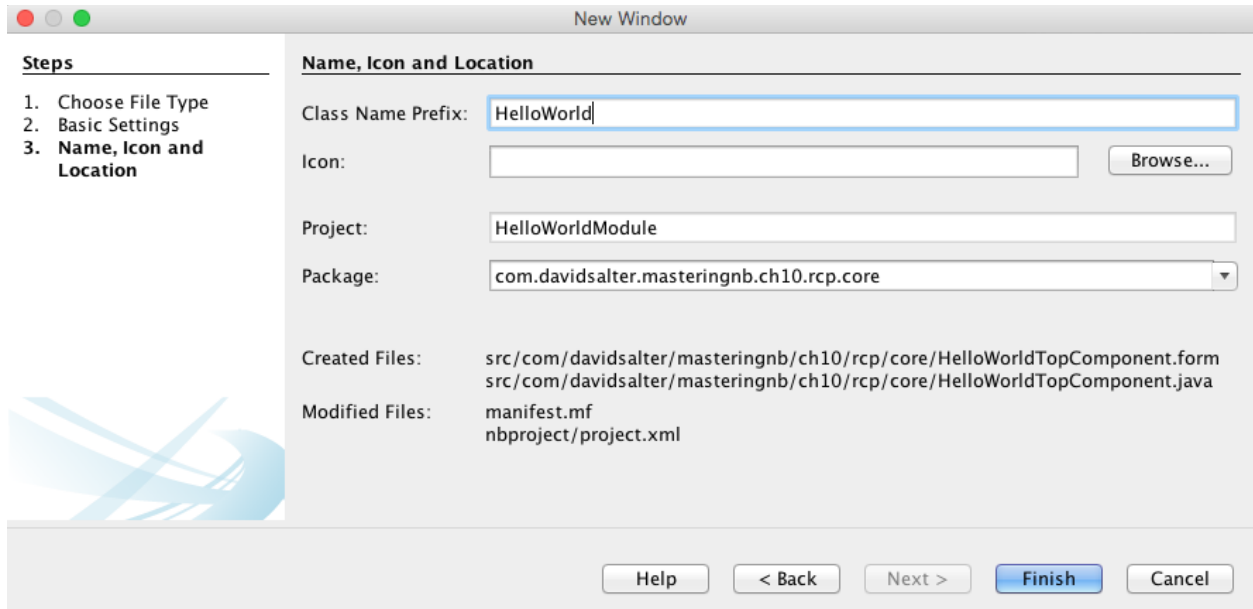 New Window
Steps
1. Choose File Type
2. Basic Settings
3. Name, Icon and
Location
Name, Icon and Location
Class Name Prefix: HelloWorld
Icon: Browse...
Project: HelloWorldModule
Package: com.davidsalter.masteringnb.ch10.rcp.core
Created Files: src/com/davidsalter/masteringnb/ch10/rcp/core/HelloWorldTopComponent.form
src/com/davidsalter/masteringnb/ch10/rcp/core/HelloWorldTopComponent.java
Modified Files: manifest.mf
nbproject/project.xml
Help < Back Next > Finish Cancel